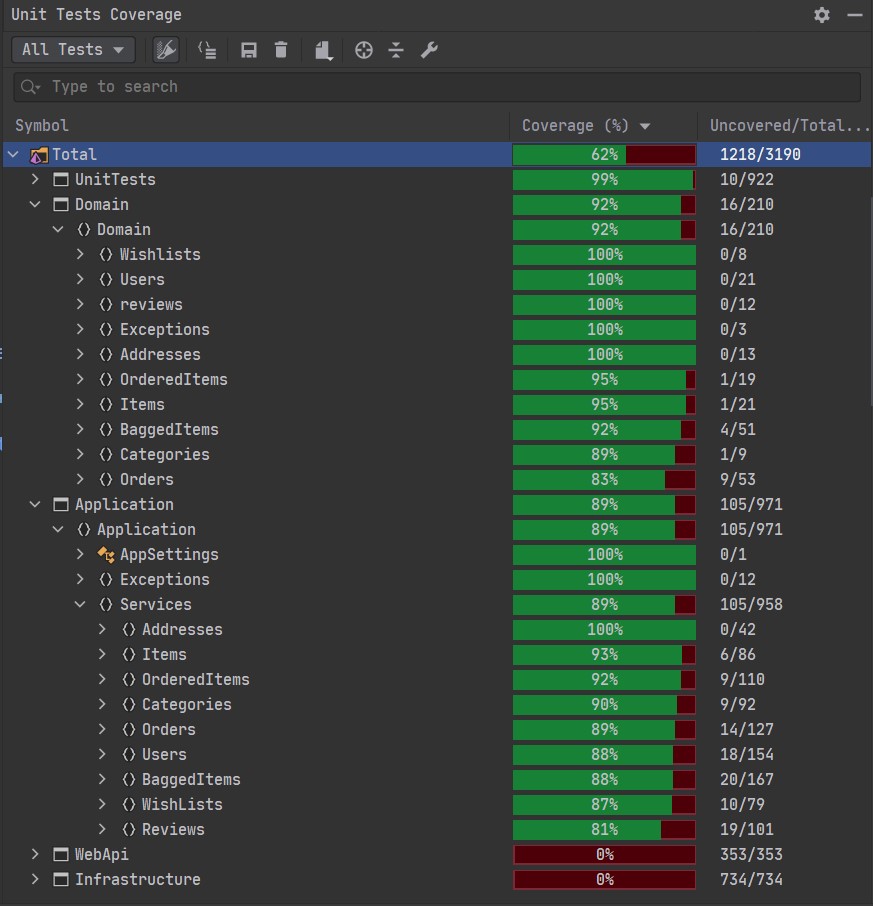 Unit Tests Coverage
All Tests
Type to search
Symbol Coverage (%) Uncovered/Total...
Total 62% 1218/3190
UnitTests 99% 10/922
Domain 92% 16/210
Domain 92% 16/210
Wishlists 100% 0/8
Users 100% 0/21
reviews 100% 0/12
Exceptions 100% 0/3
Addresses 100% 0/13
OrderedItems 95% 1/19
Items 95% 1/21
BaggedItems 92% 4/51
Categories 89% 1/9
Orders 83% 9/53
Application 89% 105/971
Application 89% 105/971
AppSettings 100% 0/1
Exceptions 100% 0/12
Services 89% 105/958
Addresses 100% 0/42
Items 93% 6/86
OrderedItems 92% 9/110
Categories 90% 9/92
Orders 89% 14/127
Users 88% 18/154
BaggedItems 88% 20/167
WishLists 87% 10/79
Reviews 81% 19/101
WebApi 0% 353/353
Infrastructure 0% 734/734